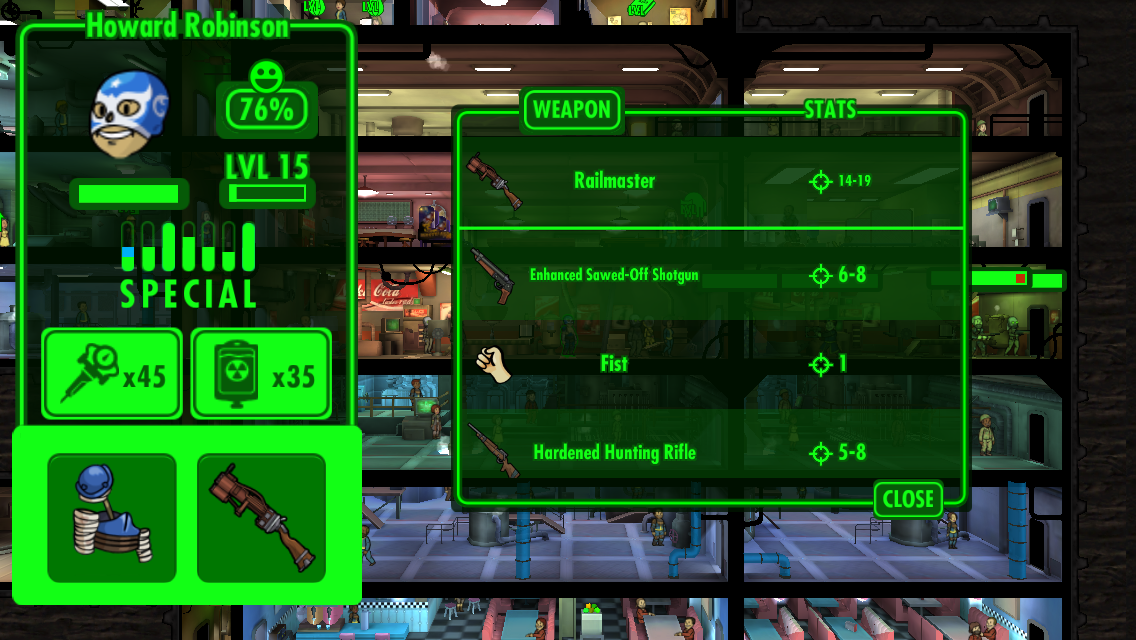 Howard Robinson
76%
LVL 15
SPECIAL
x45
x35
WEAPON
STATS
Railmaster
14-19
Enhanced Sawed-Off Shotgun
6-8
Fist
1
Hardened Hunting Rifle
5-8
CLOSE
Cola